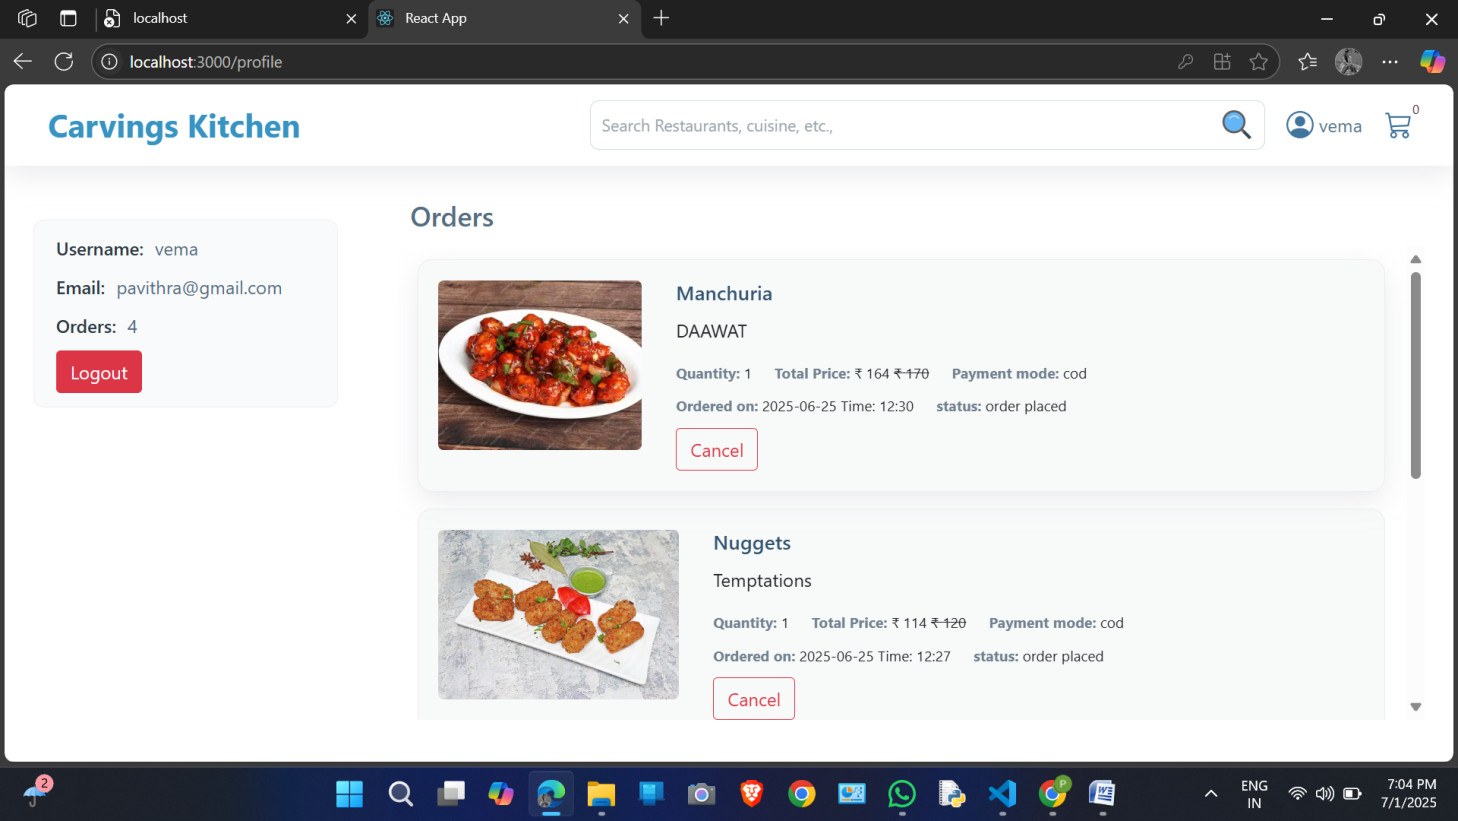 localhost
React App
localhost:3000/profile
Carvings Kitchen
Search Restaurants, cuisine, etc.,
vema
0
Username: vema
Email: pavithra@gmail.com
Orders: 4
Logout
Orders
Manchuria
DAAWAT
Quantity: 1 Total Price: ₹ 164 ₹ 170 Payment mode: cod
Ordered on: 2025-06-25 Time: 12:30 status: order placed
Cancel
Nuggets
Temptations
Quantity: 1 Total Price: ₹ 114 ₹ 120 Payment mode: cod
Ordered on: 2025-06-25 Time: 12:27 status: order placed
Cancel
2
P
W
ENG
IN
7:04 PM
7/1/2025